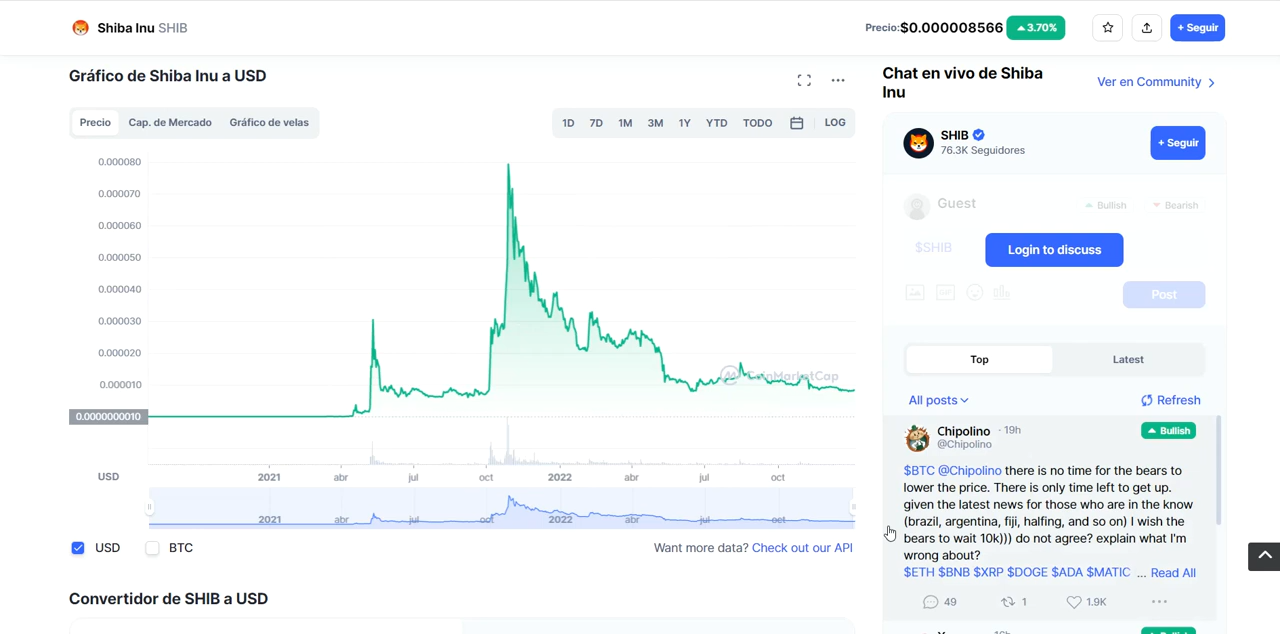 Shiba Inu SHIB
Precio:$0.000008566 3.70%
+ Seguir
Gráfico de Shiba Inu a USD
Precio Cap. de Mercado Gráfico de velas
1D 7D 1M 3M 1Y YTD TODO LOG
0.000080
0.000070
0.000060
0.000050
0.000040
0.000030
0.000020
0.000010
0.0000000010
CoinMarketCap
USD
2021 abr jul oct 2022 abr jul oct
2021 abr jul oct 2022 abr jul oct
USD BTC
Want more data? Check out our API
Convertidor de SHIB a USD
Chat en vivo de Shiba
Inu
Ver en Community
SHIB
76.3K Seguidores
+ Seguir
Guest
Bullish Bearish
$SHIB
Login to discuss
GIF
Post
Top Latest
All posts
Refresh
Chipolino · 19h
@Chipolino
Bullish
$BTC @Chipolino there is no time for the bears to
lower the price. There is only time left to get up.
given the latest news for those who are in the know
(brazil, argentina, fiji, halfing, and so on) I wish the
bears to wait 10k))) do not agree? explain what I'm
wrong about?
$ETH $BNB $XRP $DOGE $ADA $MATIC ... Read All
49 1 1.9K